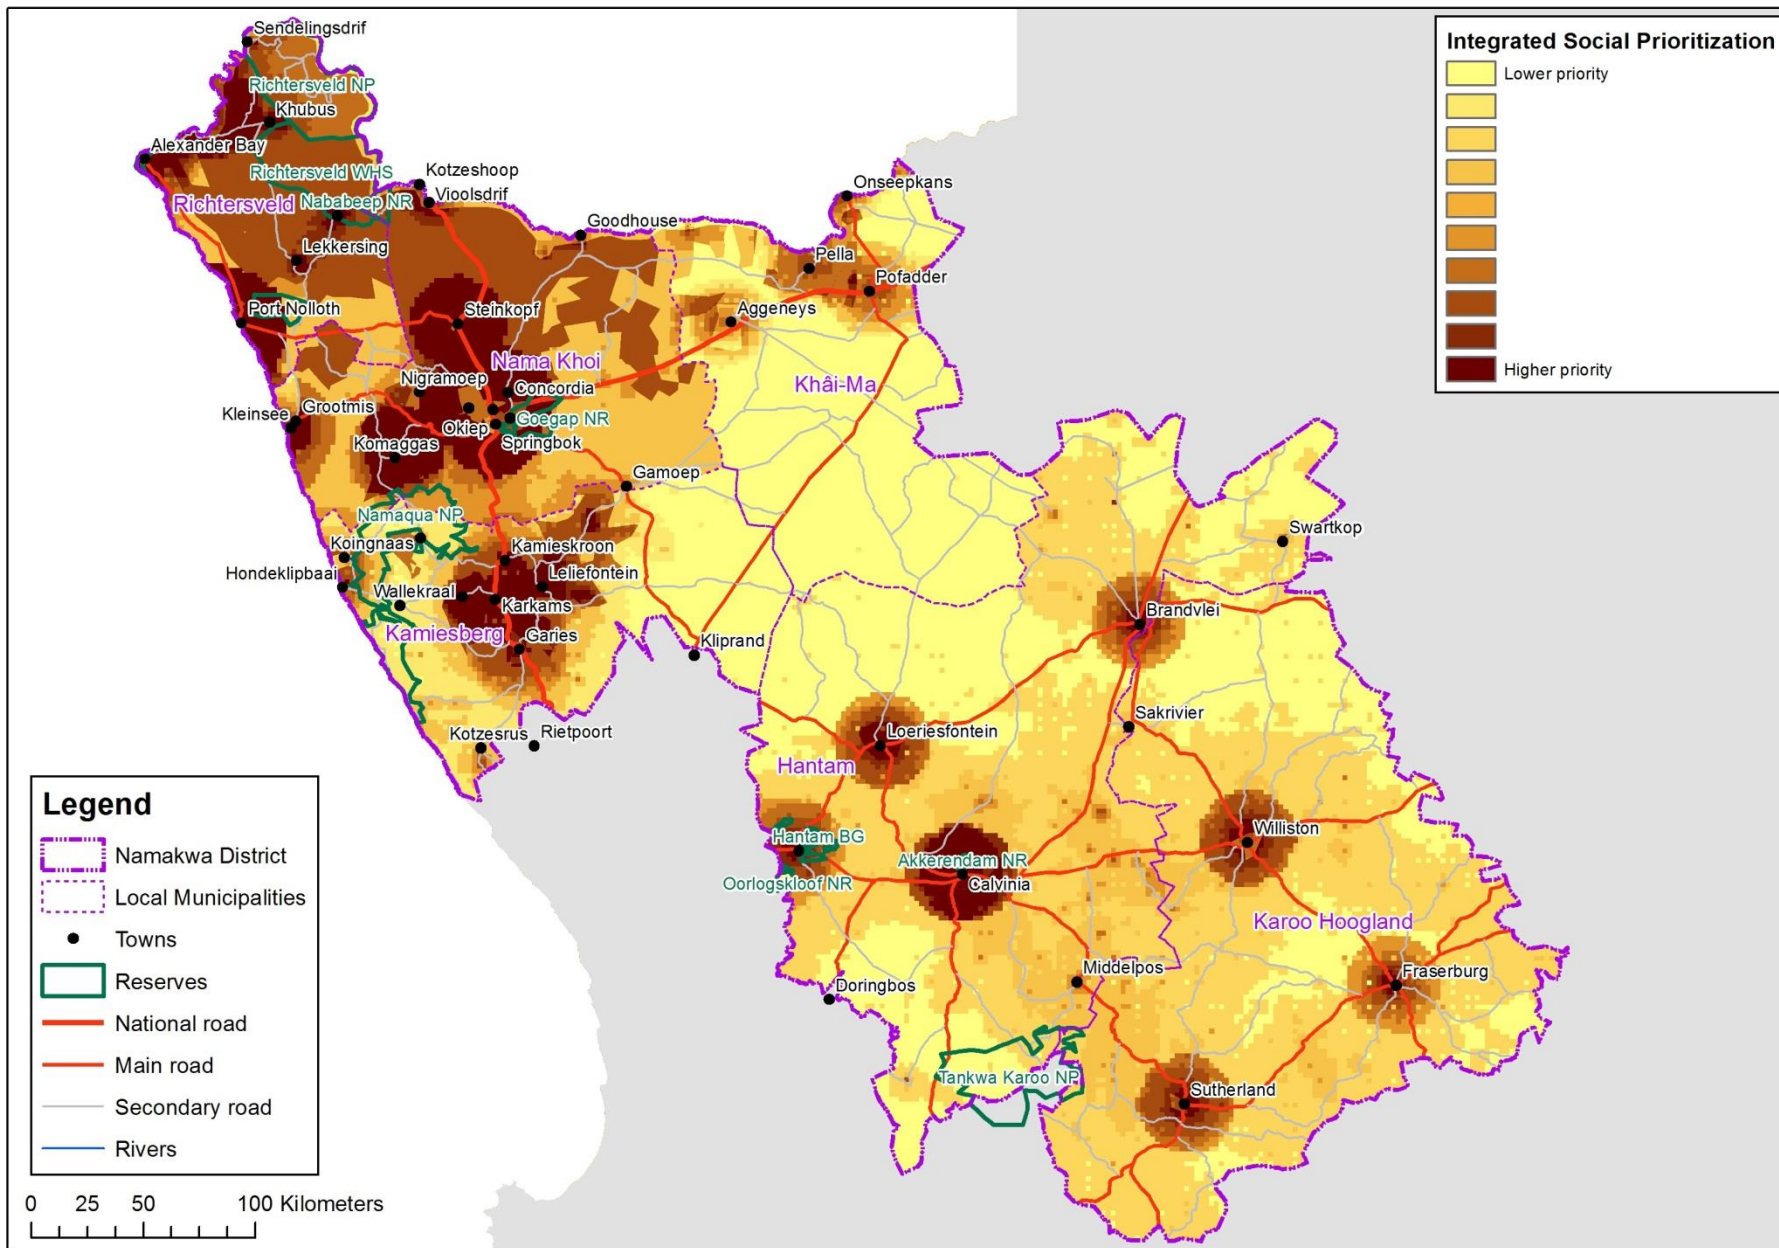 Sendelingsdrif
Richtersveld NP
Khubus
Alexander Bay
Richtersveld WHS
Kotzeshoop
Vioolsdrif
Richtersveld
Nababeep NR
Goodhouse
Onseepkans
Lekkersing
Pella
Pofadder
Port Nolloth
Steinkopf
Aggeneys
Nama Khoi
Khâi-Ma
Nigramoep
Concordia
Kleinsee
Grootmis
Okiep
Goegap NR
Komaggas
Springbok
Gamoep
Namaqua NP
Koingnaas
Kamieskroon
Swartkop
Hondeklipbaai
Leliefontein
Wallekraal
Karkams
Brandvlei
Kamiesberg
Garies
Kliprand
Kotzesrus
Rietpoort
Loeriesfontein
Sakrivier
Hantam
Hantam BG
Williston
Akkerendam NR
Oorlogskloof NR
Calvinia
Karoo Hoogland
Middelpos
Fraserburg
Doringbos
Tankwa Karoo NP
Sutherland
Integrated Social Prioritization
Lower priority
Higher priority
Legend
Namakwa District
Local Municipalities
Towns
Reserves
National road
Main road
Secondary road
Rivers
0 25 50 100 Kilometers